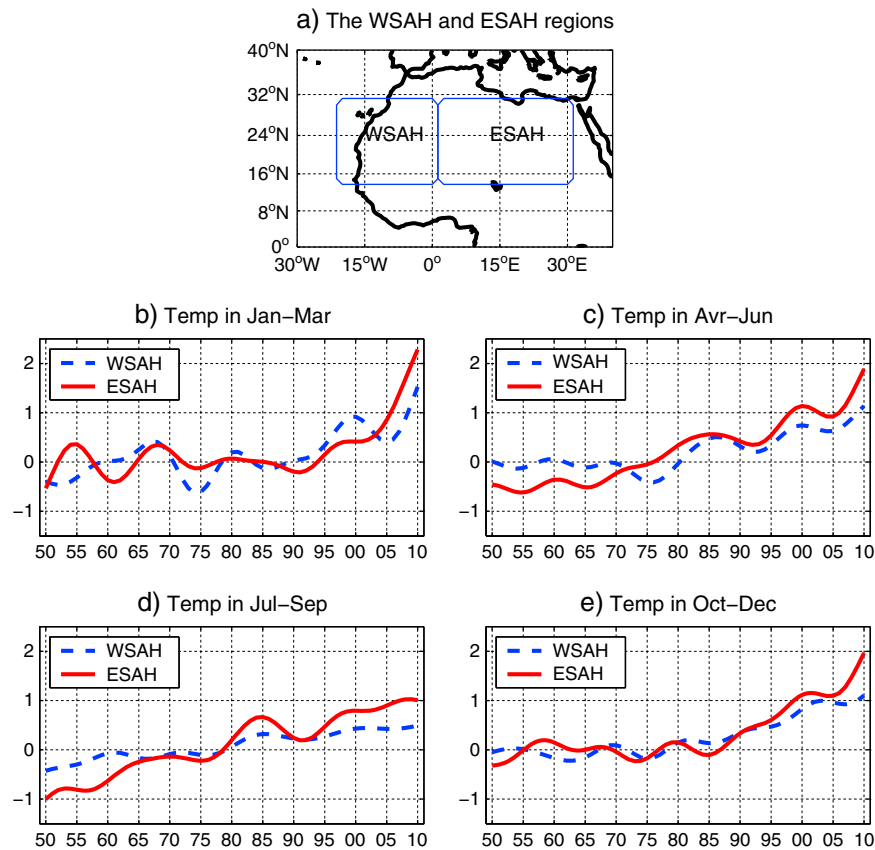 a) The WSAH and ESAH regions
40°N
32°N
24°N
16°N
8°N
0°
WSAH
ESAH
30°W 15°W 0° 15°E 30°E
b) Temp in Jan-Mar
WSAH
ESAH
2
1
0
-1
50 55 60 65 70 75 80 85 90 95 00 05 10
c) Temp in Avr-Jun
WSAH
ESAH
2
1
0
-1
50 55 60 65 70 75 80 85 90 95 00 05 10
d) Temp in Jul-Sep
WSAH
ESAH
2
1
0
-1
50 55 60 65 70 75 80 85 90 95 00 05 10
e) Temp in Oct-Dec
WSAH
ESAH
2
1
0
-1
50 55 60 65 70 75 80 85 90 95 00 05 10